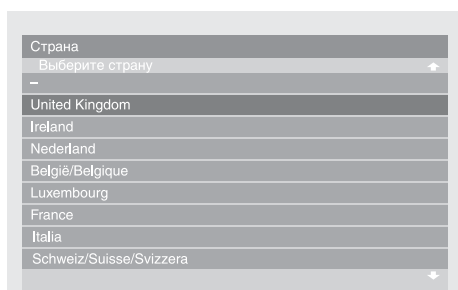 Страна
Выберите страну
–
United Kingdom
Ireland
Nederland
België/Belgique
Luxembourg
France
Italia
Schweiz/Suisse/Svizzera